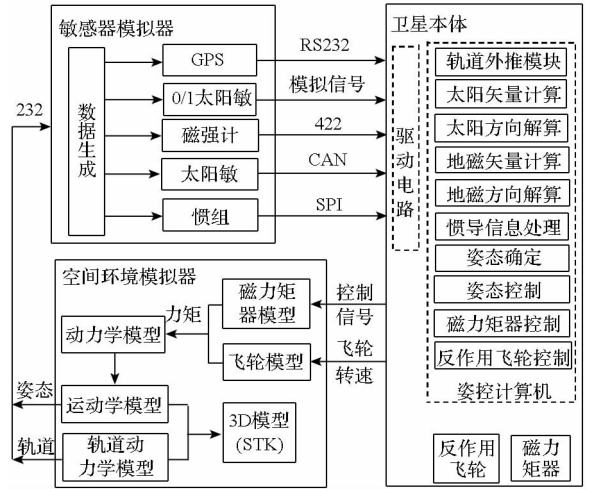 敏感器模拟器
数据生成
GPS
0/1太阳敏
磁强计
太阳敏
惯组
232
RS232
模拟信号
422
CAN
SPI
卫星本体
驱动电路
轨道外推模块
太阳矢量计算
太阳方向解算
地磁矢量计算
地磁方向解算
惯导信息处理
姿态确定
姿态控制
磁力矩器控制
反作用飞轮控制
姿控计算机
反作用
飞轮
磁力
矩器
空间环境模拟器
磁力矩
器模型
飞轮模型
力矩
动力学模型
运动学模型
轨道动
力学模型
3D模型
(STK)
控制
信号
飞轮
转速
姿态
轨道